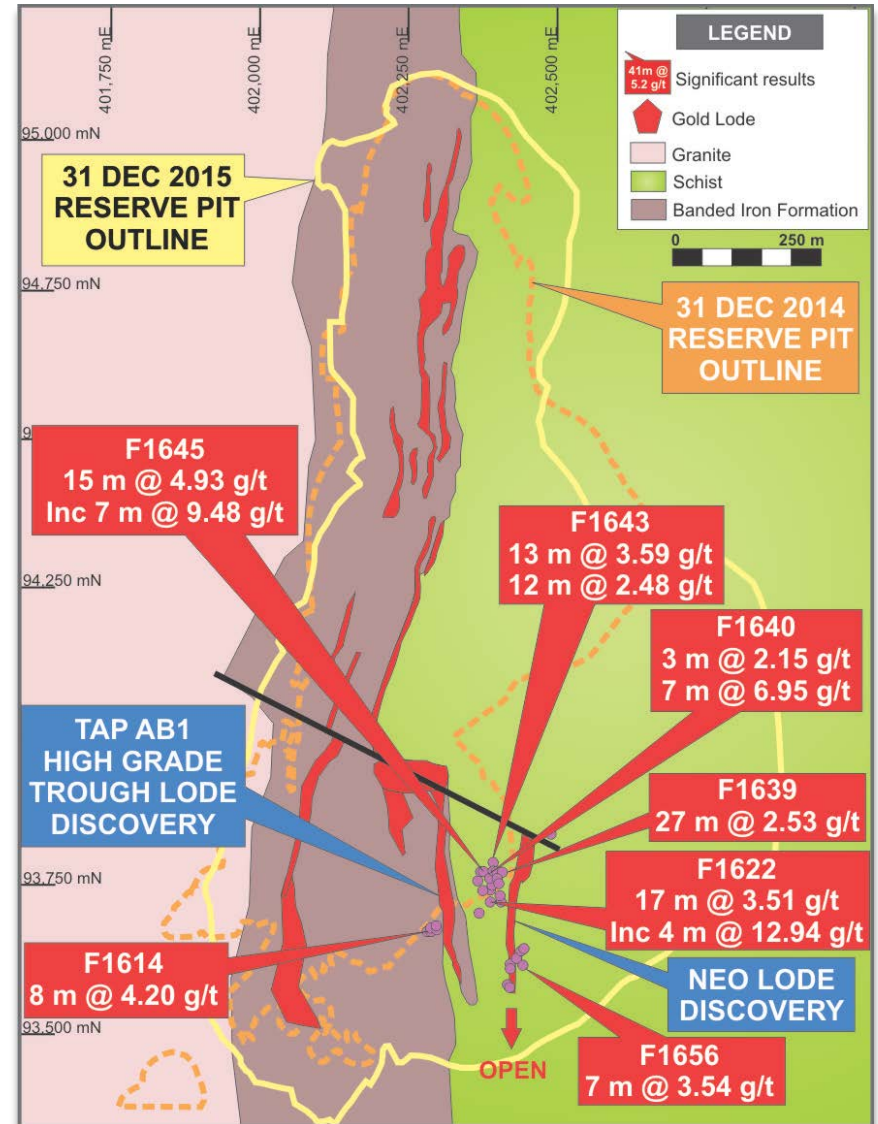 401,750 mE
402,000 mE
402,250 mE
402,500 mE
LEGEND
41m @
5.2 g/t
Significant results
Gold Lode
Granite
Schist
Banded Iron Formation
0 250 m
95,000 mN
31 DEC 2015
RESERVE PIT
OUTLINE
94,750 mN
31 DEC 2014
RESERVE PIT
OUTLINE
F1645
15 m @ 4.93 g/t
Inc 7 m @ 9.48 g/t
F1643
13 m @ 3.59 g/t
12 m @ 2.48 g/t
94,250 mN
F1640
3 m @ 2.15 g/t
7 m @ 6.95 g/t
TAP AB1
HIGH GRADE
TROUGH LODE
DISCOVERY
F1639
27 m @ 2.53 g/t
93,750 mN
F1622
17 m @ 3.51 g/t
Inc 4 m @ 12.94 g/t
F1614
8 m @ 4.20 g/t
NEO LODE
DISCOVERY
93,500 mN
OPEN
F1656
7 m @ 3.54 g/t